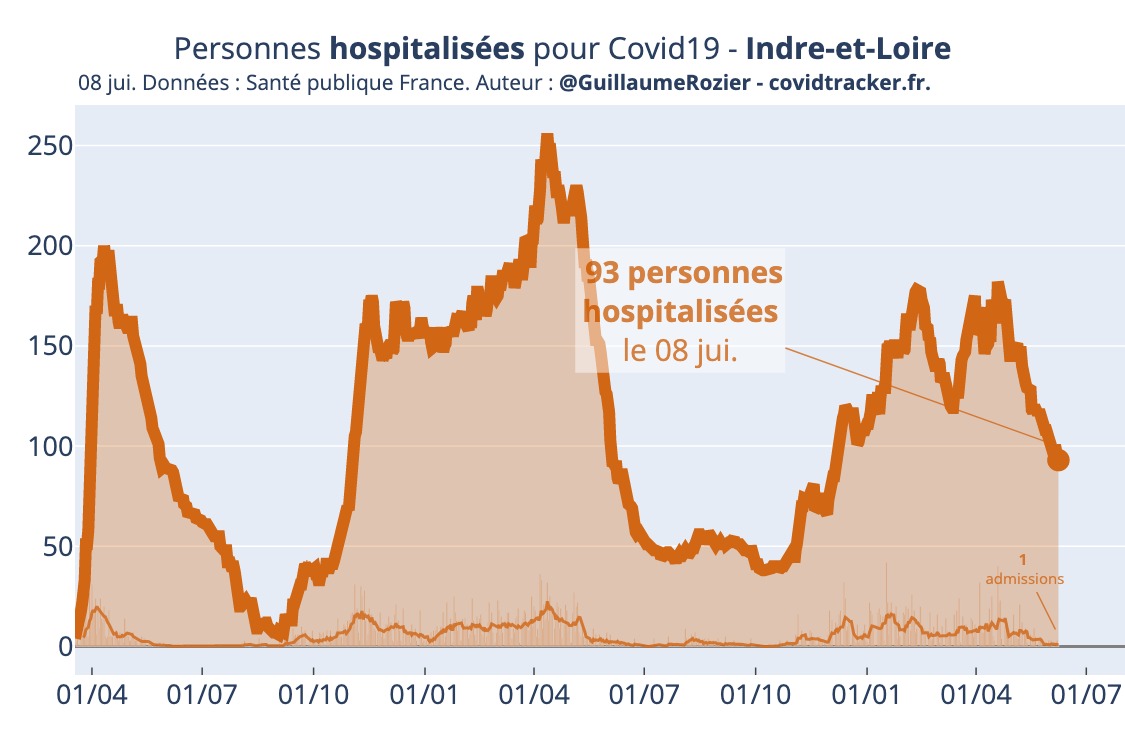 Personnes hospitalisées pour Covid19 - Indre-et-Loire
08 jui. Données : Santé publique France. Auteur : @GuillaumeRozier - covidtracker.fr.
250
200
150
100
50
0
93 personnes
hospitalisées
le 08 jui.
1
admissions
01/04 01/07 01/10 01/01 01/04 01/07 01/10 01/01 01/04 01/07